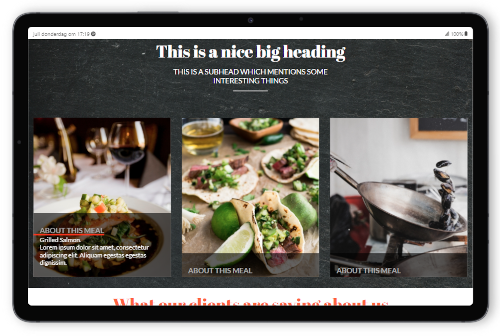 juli donderdag om 17:19
100%
This is a nice big heading
THIS IS A SUBHEAD WHICH MENTIONS SOME
INTERESTING THINGS
ABOUT THIS MEAL
Grilled Salmon
Lorem ipsum dolor sit amet, consectetur
adipiscing elit. Aliquam egestas egestas
dignissim.
ABOUT THIS MEAL
ABOUT THIS MEAL
What our clients are saying about us